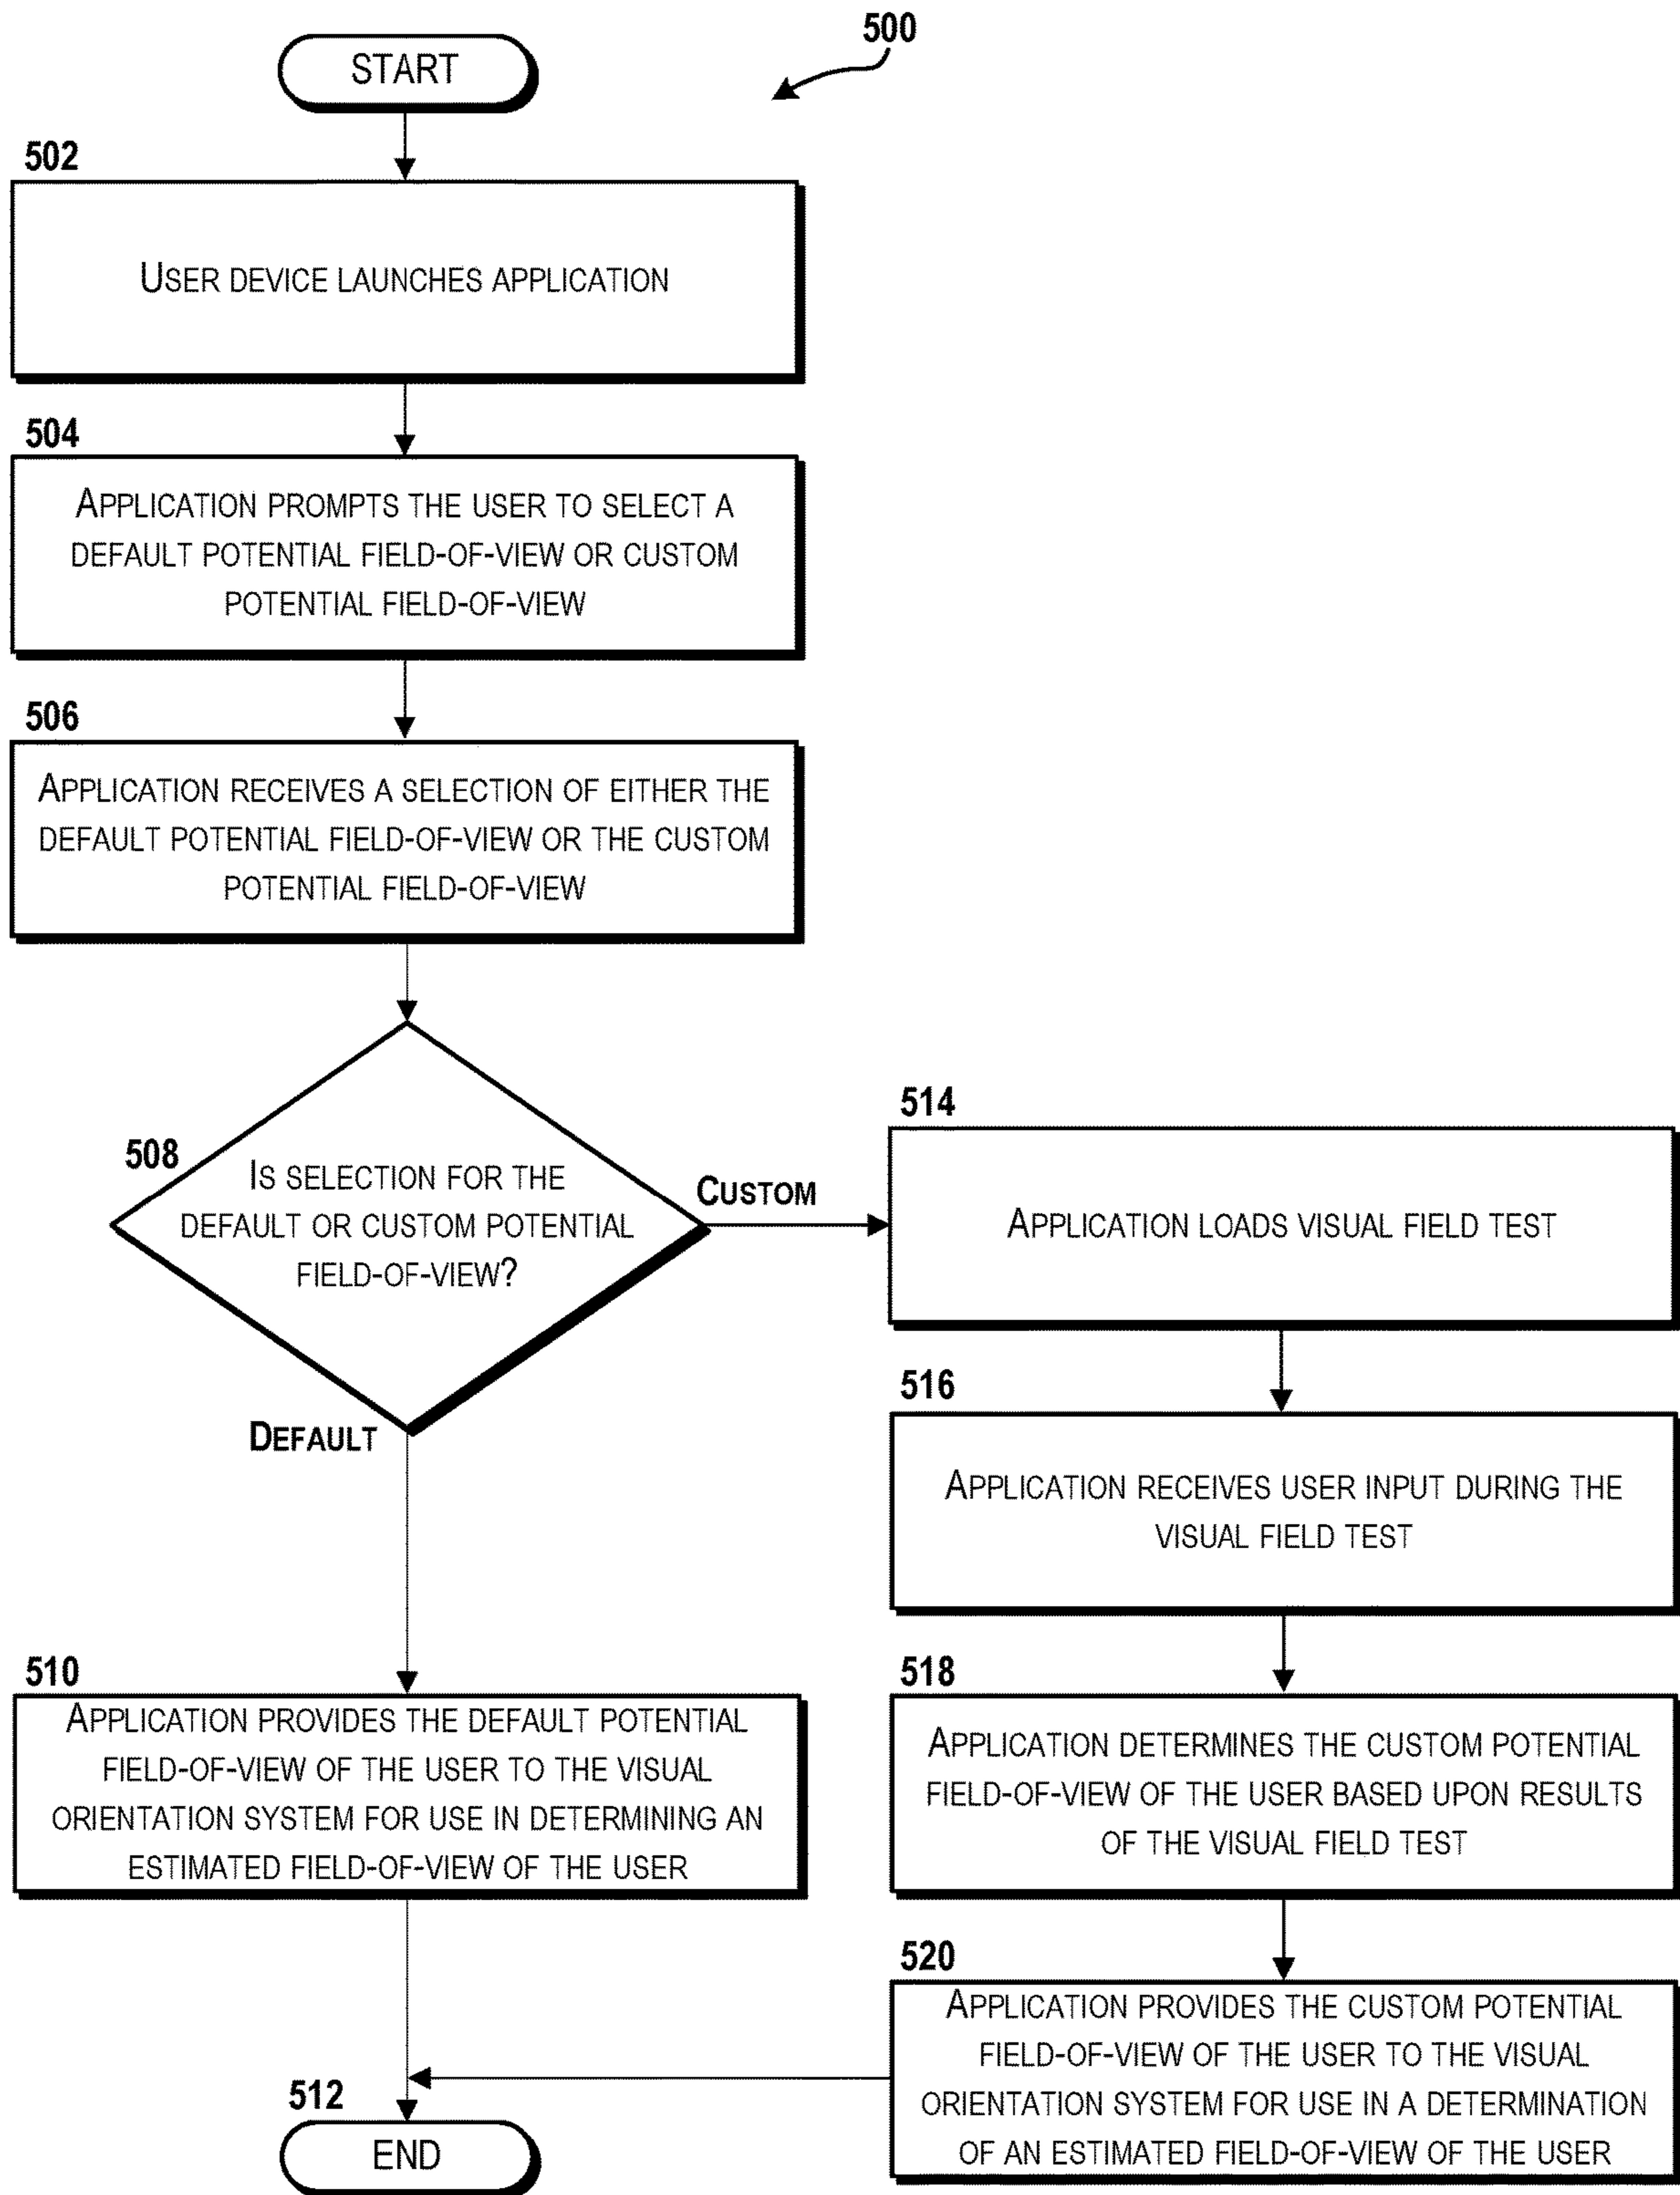 500
START
502
User device launches application
504
Application prompts the user to select a
default potential field-of-view or custom
potential field-of-view
506
Application receives a selection of either the
default potential field-of-view or the custom
potential field-of-view
508
Is selection for the
default or custom potential
field-of-view?
Custom
Default
510
Application provides the default potential
field-of-view of the user to the visual
orientation system for use in determining an
estimated field-of-view of the user
514
Application loads visual field test
516
Application receives user input during the
visual field test
518
Application determines the custom potential
field-of-view of the user based upon results
of the visual field test
520
Application provides the custom potential
field-of-view of the user to the visual
orientation system for use in a determination
of an estimated field-of-view of the user
512
END